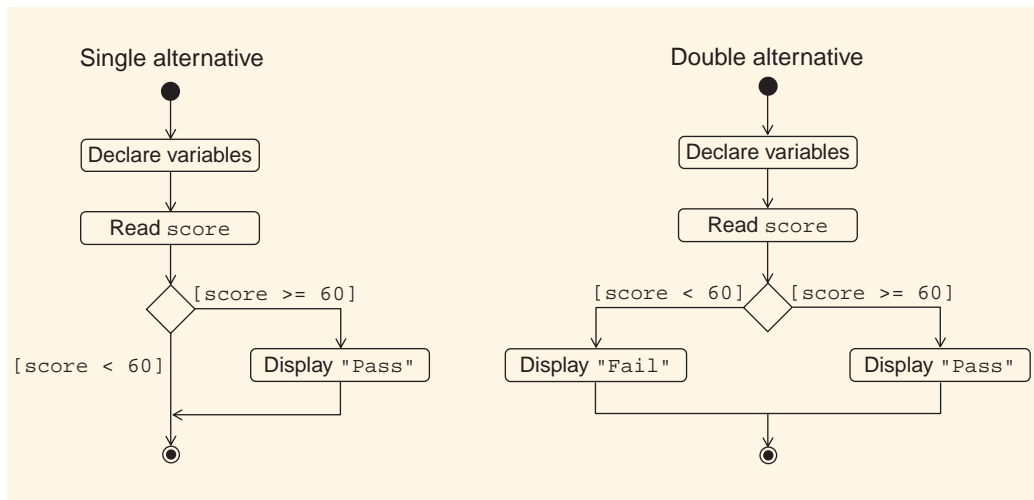 Single alternative
Declare variables
Read score
[score >= 60]
[score < 60]
Display "Pass"
Double alternative
Declare variables
Read score
[score < 60]
[score >= 60]
Display "Fail"
Display "Pass"